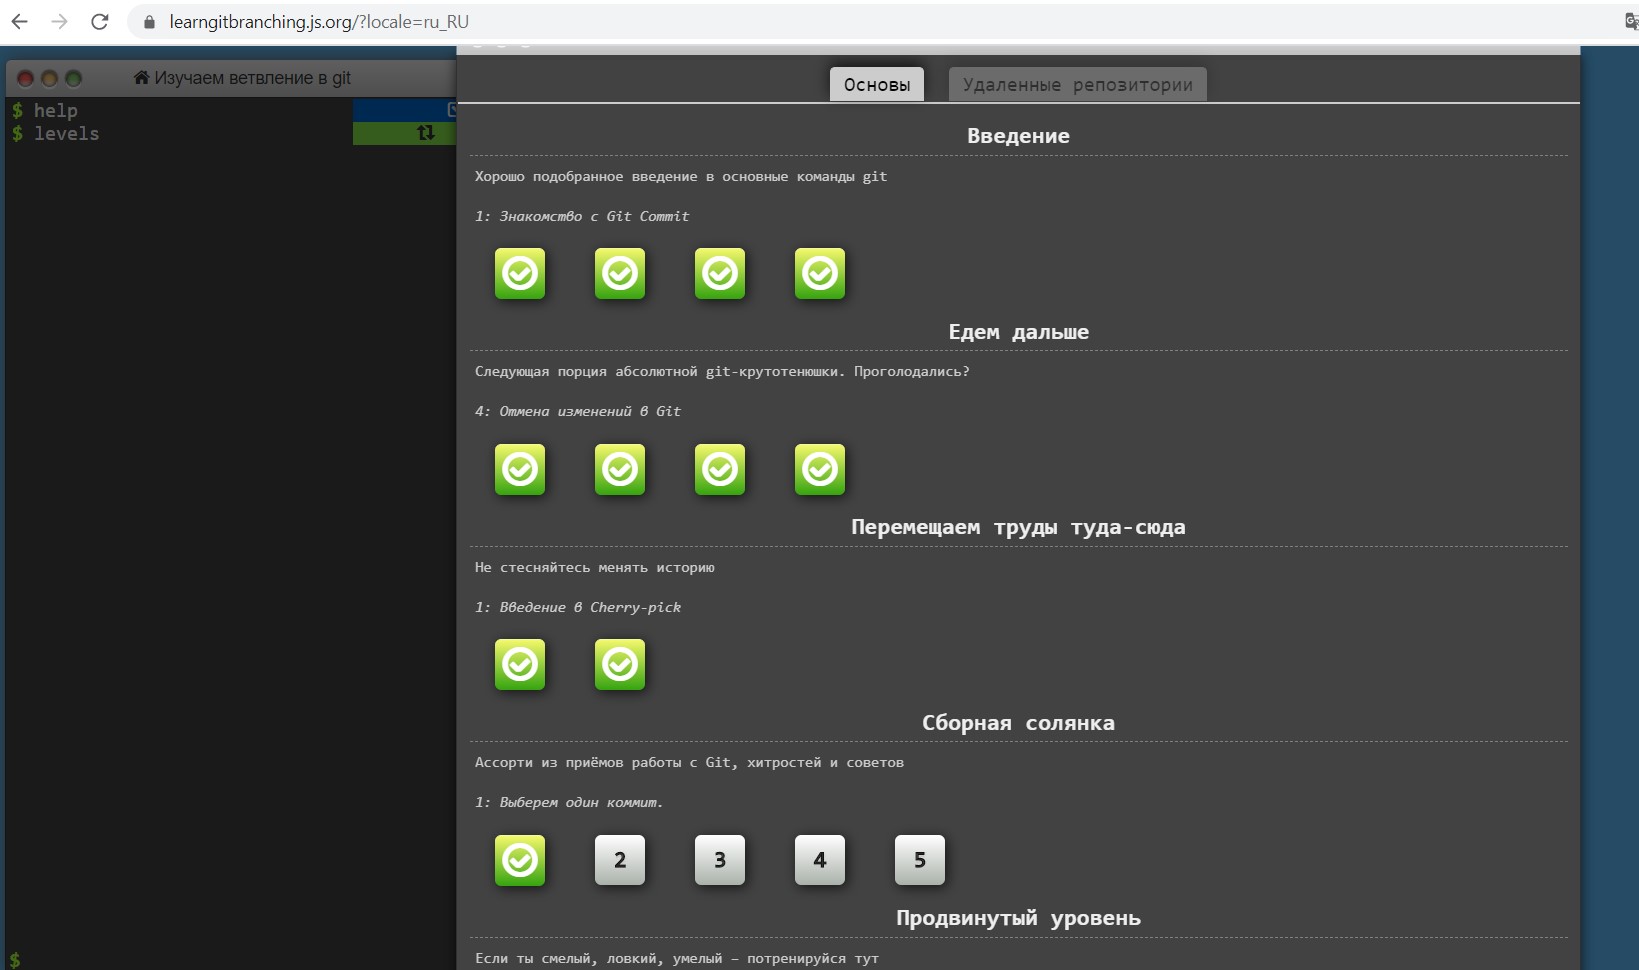 learngitbranching.js.org/?locale=ru_RU
Изучаем ветвление в git
$ help
$ levels
$
Основы
Удаленные репозитории
Введение
Хорошо подобранное введение в основные команды git
1: Знакомство с Git Commit
Едем дальше
Следующая порция абсолютной git-крутотенюшки. Проголодались?
4: Отмена изменений в Git
Перемещаем труды туда-сюда
Не стесняйтесь менять историю
1: Введение в Cherry-pick
Сборная солянка
Ассорти из приёмов работы с Git, хитростей и советов
1: Выберем один коммит.
2 3 4 5
Продвинутый уровень
Если ты смелый, ловкий, умелый – потренируйся тут